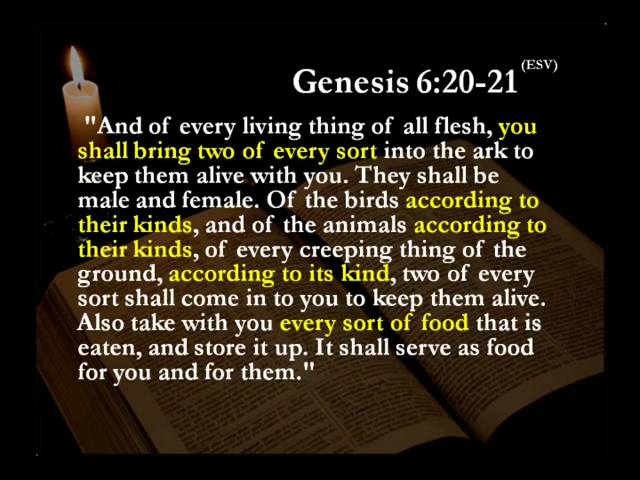 Genesis 6:20-21 (ESV)
"And of every living thing of all flesh, you
shall bring two of every sort into the ark to
keep them alive with you. They shall be
male and female. Of the birds according to
their kinds, and of the animals according to
their kinds, of every creeping thing of the
ground, according to its kind, two of every
sort shall come in to you to keep them alive.
Also take with you every sort of food that is
eaten, and store it up. It shall serve as food
for you and for them."